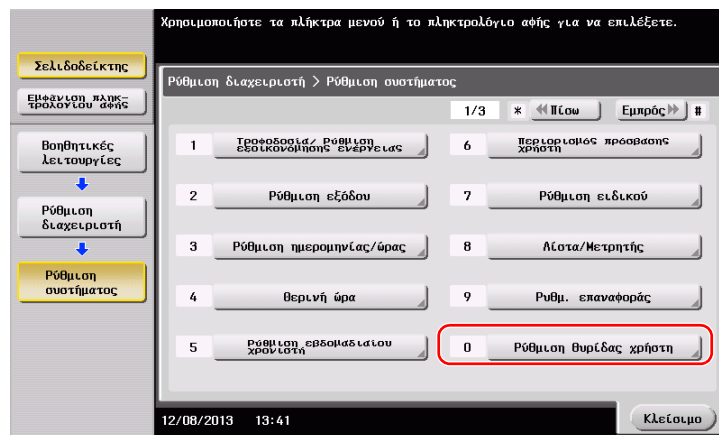 Χρησιμοποιήστε τα πλήκτρα μενού ή το πληκτρολόγιο αφής για να επιλέξετε.
Σελιδοδείκτης
Εμφάνιση πληκ-
τρολογίου αφής
Βοηθητικές
λειτουργίες
Ρύθμιση
διαχειριστή
Ρύθμιση
συστήματος
Ρύθμιση διαχειριστή > Ρύθμιση συστήματος
1/3 * Πίσω Εμπρός #
1 Τροφοδοσία/ Ρύθμιση
εξοικονόμησης ενέργειας
2 Ρύθμιση εξόδου
3 Ρύθμιση ημερομηνίας/ώρας
4 Θερινή ώρα
5 Ρύθμιση εβδομαδιαίου
χρονιστή
6 Περιορισμός πρόσβασης
χρήστη
7 Ρύθμιση ειδικού
8 Λίστα/Μετρητής
9 Ρυθμ. επαναφοράς
0 Ρύθμιση θυρίδας χρήστη
12/08/2013 13:41
Κλείσιμο